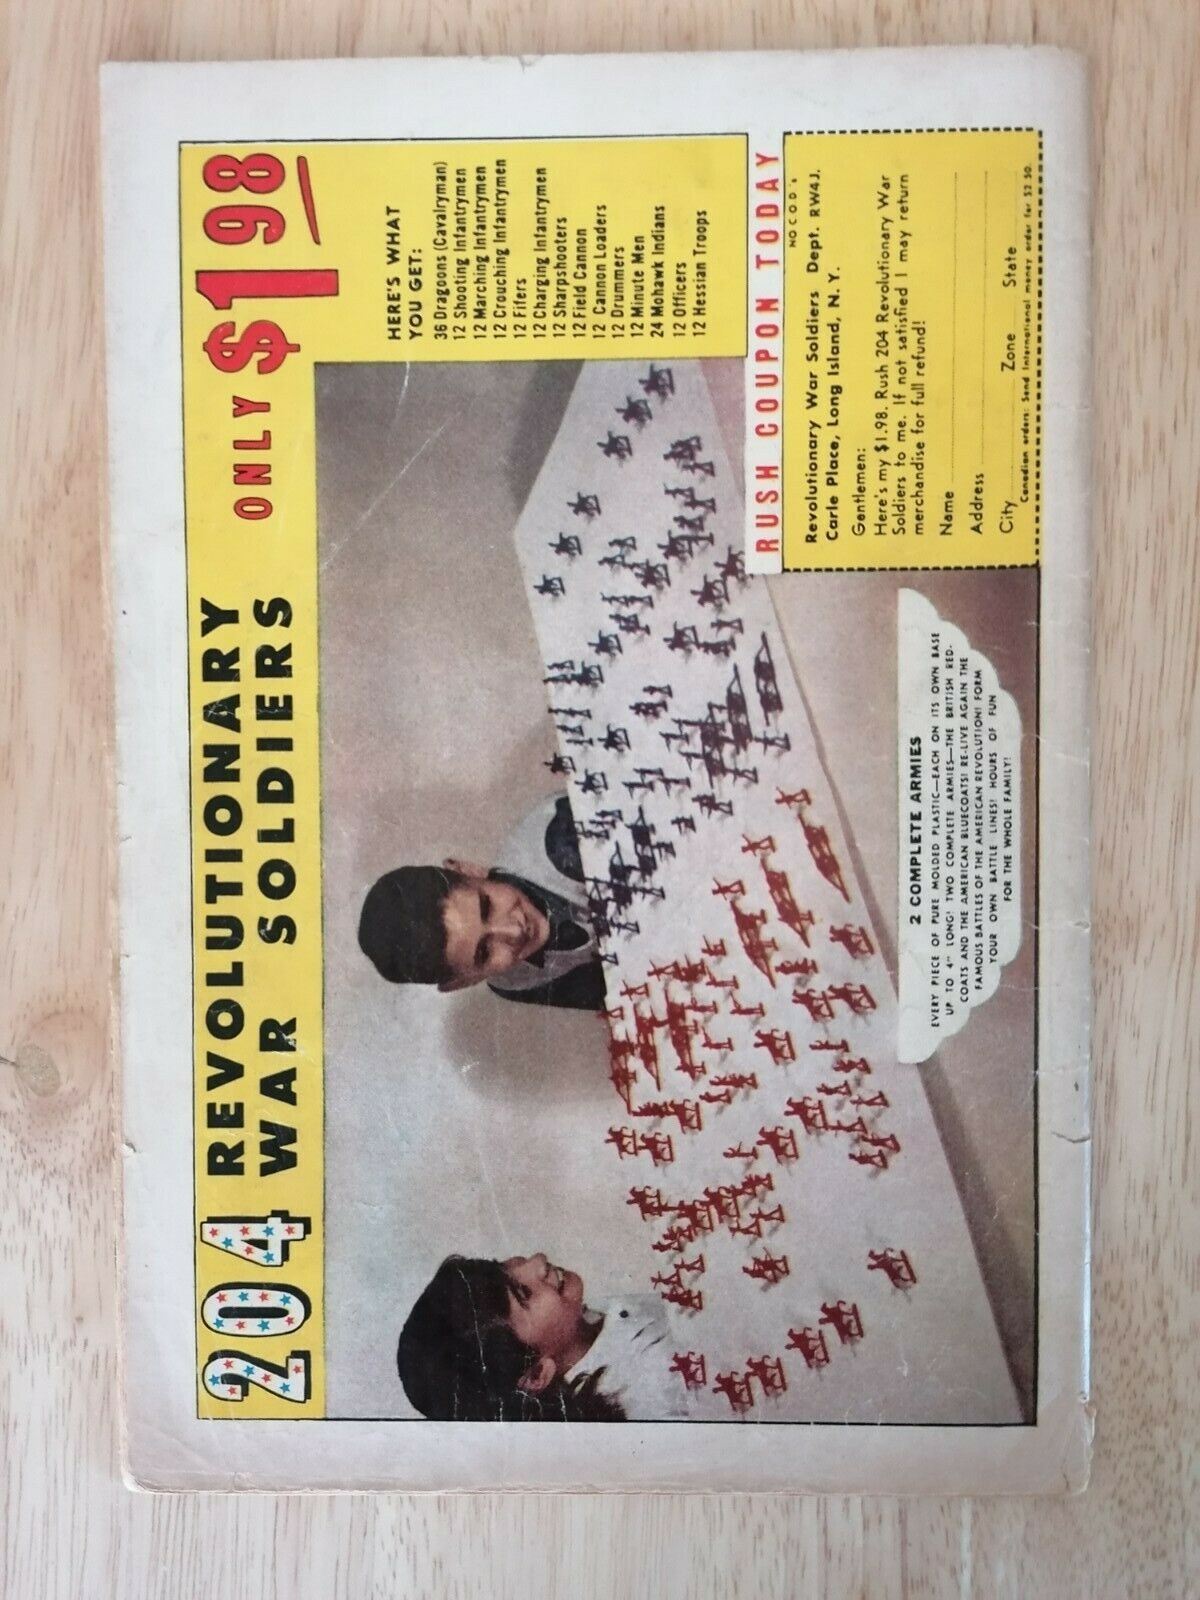 204 REVOLUTIONARY
WAR SOLDIERS ONLY $1.98
HERE'S WHAT
YOU GET:
36 Dragoons (Cavalryman)
12 Shooting Infantrymen
12 Marching Infantrymen
12 Crouching Infantrymen
12 Fifers
12 Charging Infantrymen
12 Sharpshooters
12 Field Cannon
12 Cannon Loaders
12 Drummers
12 Minute Men
24 Mohawk Indians
12 Officers
12 Hessian Troops
RUSH COUPON TODAY
NO C.O.D.'s
Revolutionary War Soldiers Dept. RW4J.
Carle Place, Long Island, N. Y.
Gentlemen:
Here's my $1.98. Rush 204 Revolutionary War
Soldiers to me. If not satisfied I may return
merchandise for full refund!
Name
Address
City Zone State
Canadian orders: Send International money order for $2.50.
2 COMPLETE ARMIES
EVERY PIECE OF PURE MOLDED PLASTIC—EACH ON ITS OWN BASE
UP TO 4" LONG! TWO COMPLETE ARMIES—THE BRITISH RED-
COATS AND THE AMERICAN BLUECOATS! RE-LIVE AGAIN THE
FAMOUS BATTLES OF THE AMERICAN REVOLUTION! FORM
YOUR OWN BATTLE LINES! HOURS OF FUN
FOR THE WHOLE FAMILY!